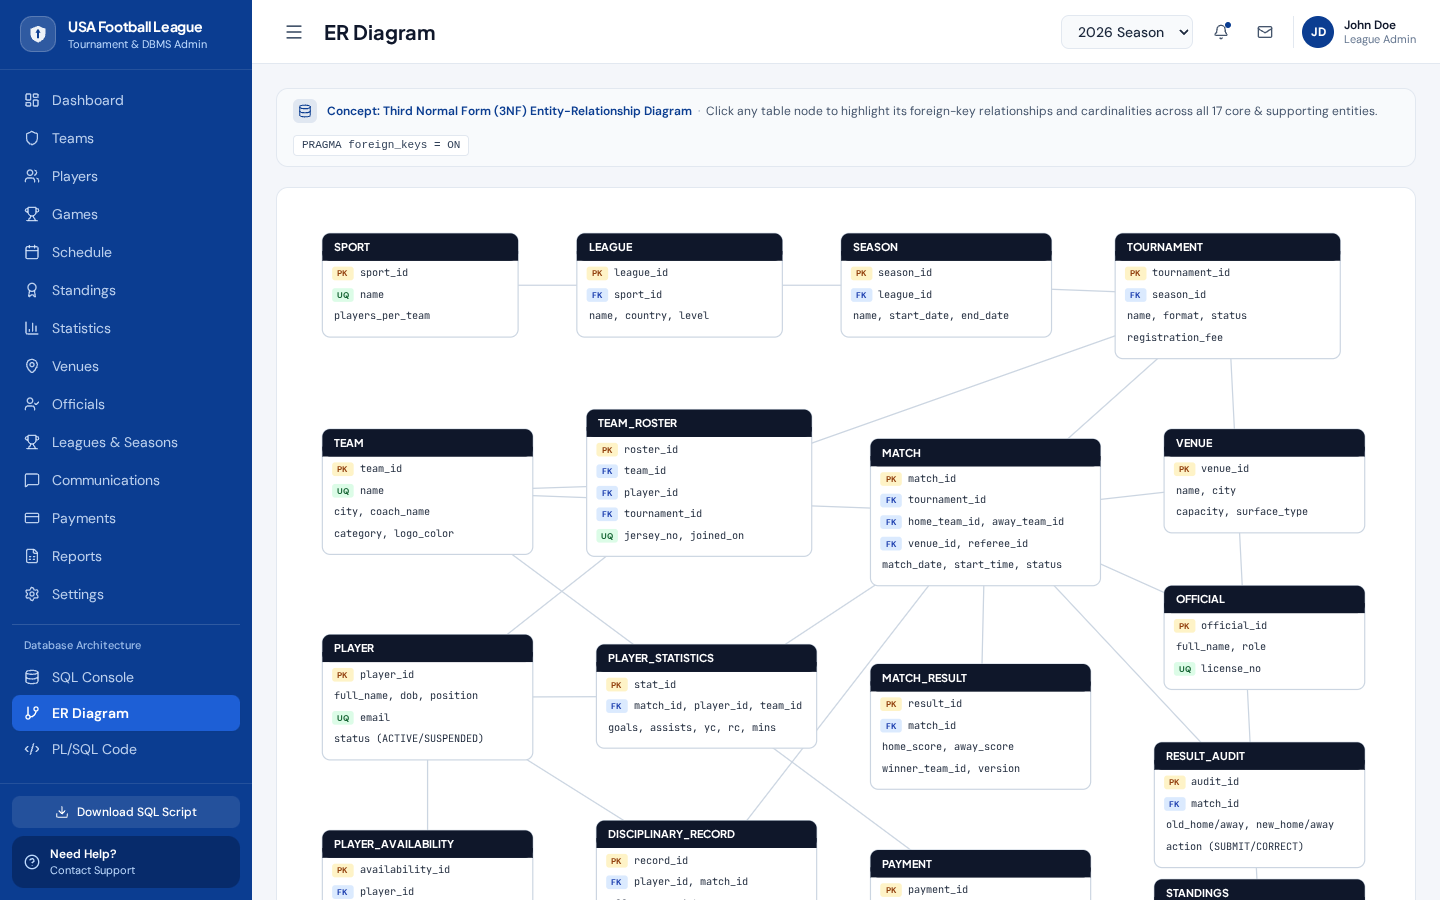 USA Football League
Tournament & DBMS Admin
Dashboard
Teams
Players
Games
Schedule
Standings
Statistics
Venues
Officials
Leagues & Seasons
Communications
Payments
Reports
Settings
Database Architecture
SQL Console
ER Diagram
PL/SQL Code
Download SQL Script
Need Help?
Contact Support
ER Diagram
2026 Season
JD
John Doe
League Admin
Concept: Third Normal Form (3NF) Entity-Relationship Diagram · Click any table node to highlight its foreign-key relationships and cardinalities across all 17 core & supporting entities.
PRAGMA foreign_keys = ON
SPORT
PK sport_id
UQ name
players_per_team
LEAGUE
PK league_id
FK sport_id
name, country, level
SEASON
PK season_id
FK league_id
name, start_date, end_date
TOURNAMENT
PK tournament_id
FK season_id
name, format, status
registration_fee
TEAM
PK team_id
UQ name
city, coach_name
category, logo_color
TEAM_ROSTER
PK roster_id
FK team_id
FK player_id
FK tournament_id
UQ jersey_no, joined_on
MATCH
PK match_id
FK tournament_id
FK home_team_id, away_team_id
FK venue_id, referee_id
match_date, start_time, status
VENUE
PK venue_id
name, city
capacity, surface_type
OFFICIAL
PK official_id
full_name, role
UQ license_no
PLAYER
PK player_id
full_name, dob, position
UQ email
status (ACTIVE/SUSPENDED)
PLAYER_STATISTICS
PK stat_id
FK match_id, player_id, team_id
goals, assists, yc, rc, mins
MATCH_RESULT
PK result_id
FK match_id
home_score, away_score
winner_team_id, version
RESULT_AUDIT
PK audit_id
FK match_id
old_home/away, new_home/away
action (SUBMIT/CORRECT)
PLAYER_AVAILABILITY
PK availability_id
FK player_id
DISCIPLINARY_RECORD
PK record_id
FK player_id, match_id
PAYMENT
PK payment_id
STANDINGS